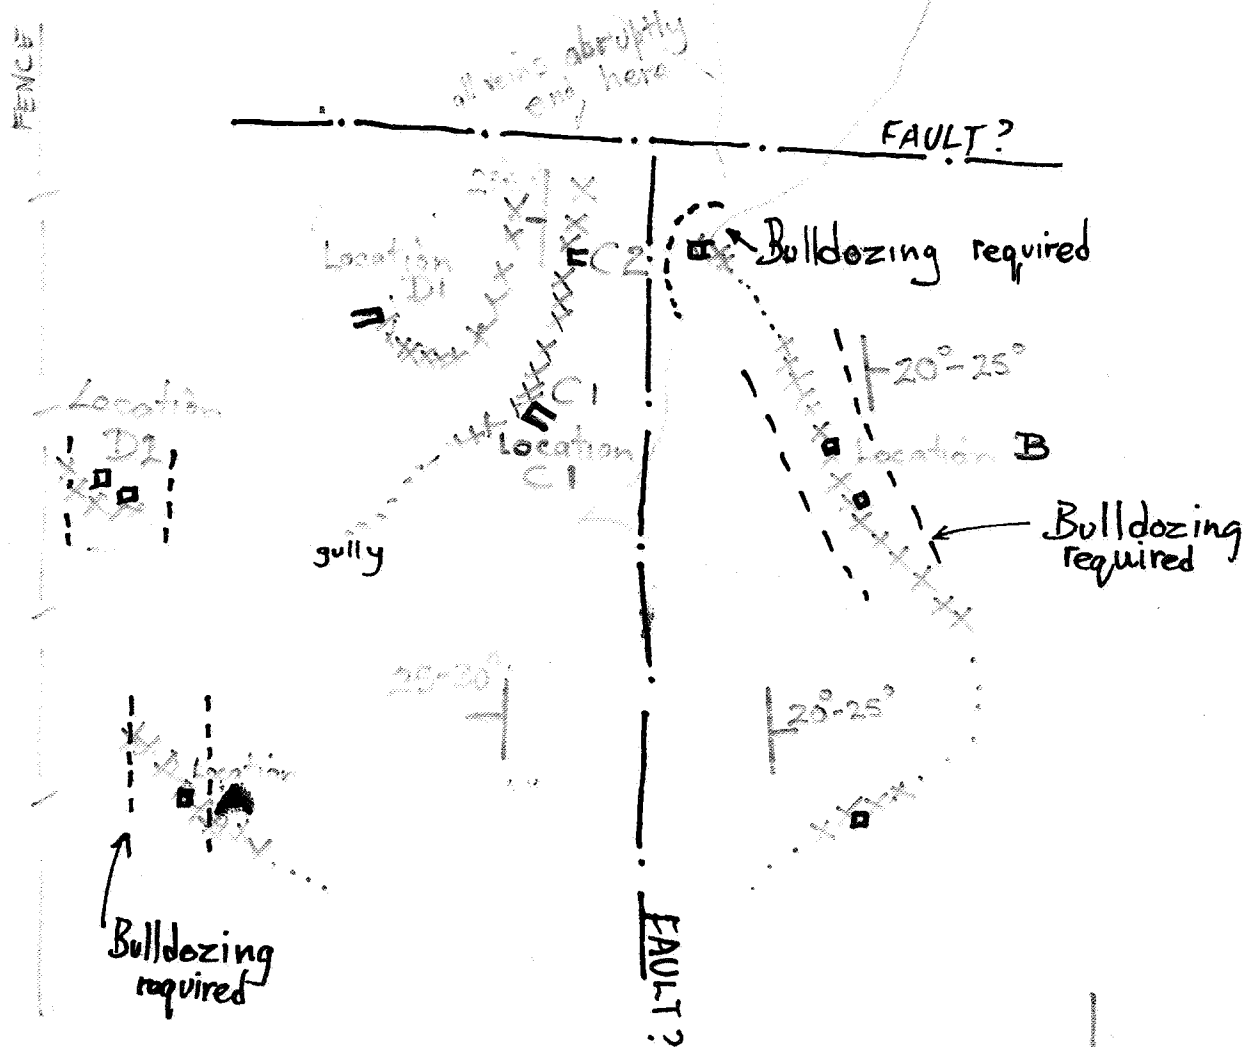 FENCE
all veins abruptly
end here
FAULT?
Location
D1
C2
Bulldozing required
20°-25°
C1
Location
C1
Location
D2
Location B
Bulldozing
required
gully
25-30°
20°-25°
Location
Bulldozing
required
FAULT?